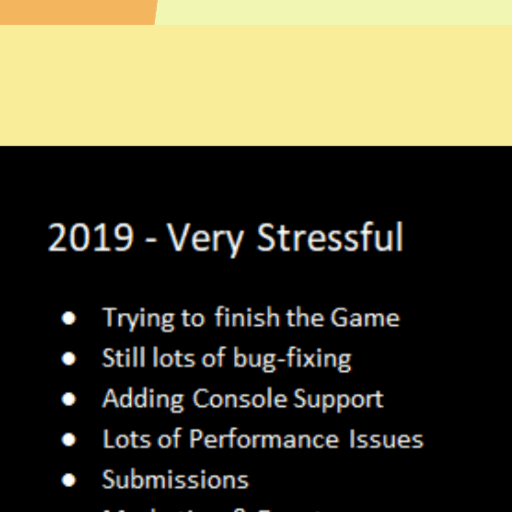 2019 - Very Stressful
● Trying to finish the Game
● Still lots of bug-fixing
● Adding Console Support
● Lots of Performance Issues
● Submissions